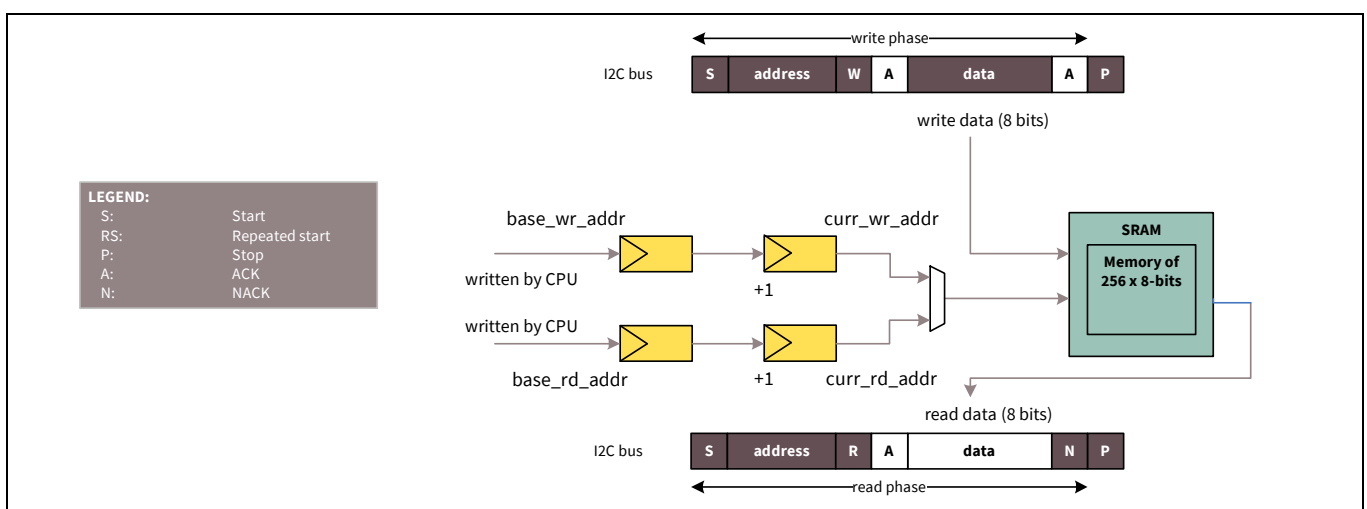 write phase
I2C bus S address W A data A P
write data (8 bits)
LEGEND:
S: Start
RS: Repeated start
P: Stop
A: ACK
N: NACK
base_wr_addr curr_wr_addr
written by CPU +1
SRAM
Memory of
256 x 8-bits
written by CPU
base_rd_addr +1 curr_rd_addr
read data (8 bits)
I2C bus S address R A data N P
read phase